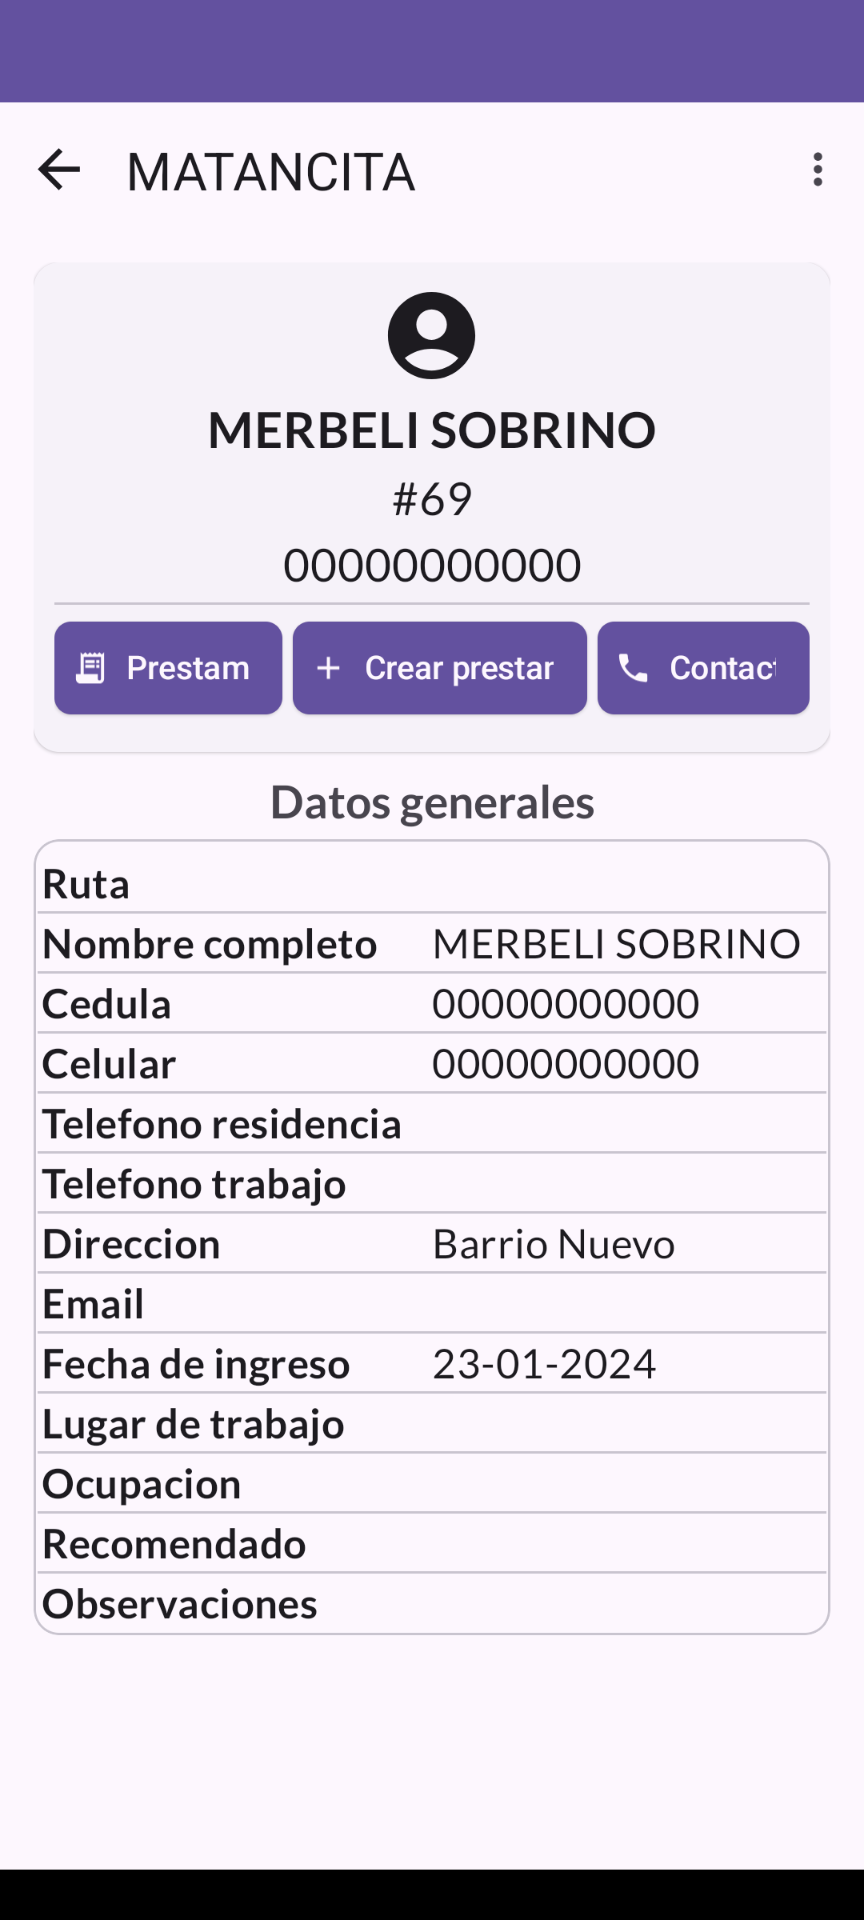 MATANCITA
MERBELI SOBRINO
#69
00000000000
Prestam
Crear prestar
Contact
Datos generales
Ruta
Nombre completo MERBELI SOBRINO
Cedula 00000000000
Celular 00000000000
Telefono residencia
Telefono trabajo
Direccion Barrio Nuevo
Email
Fecha de ingreso 23-01-2024
Lugar de trabajo
Ocupacion
Recomendado
Observaciones